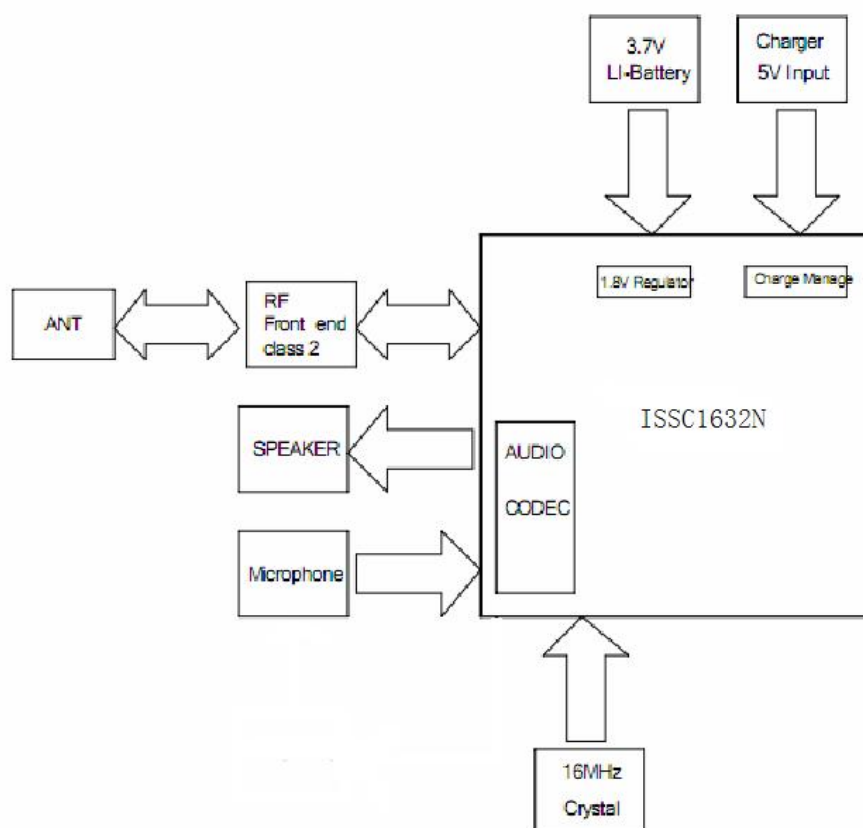 3.7V
LI-Battery
Charger
5V Input
1.8V Regulator
Charge Manage
ANT
RF
Front end
class 2
ISSC1632N
SPEAKER
AUDIO
CODEC
Microphone
16MHz
Crystal